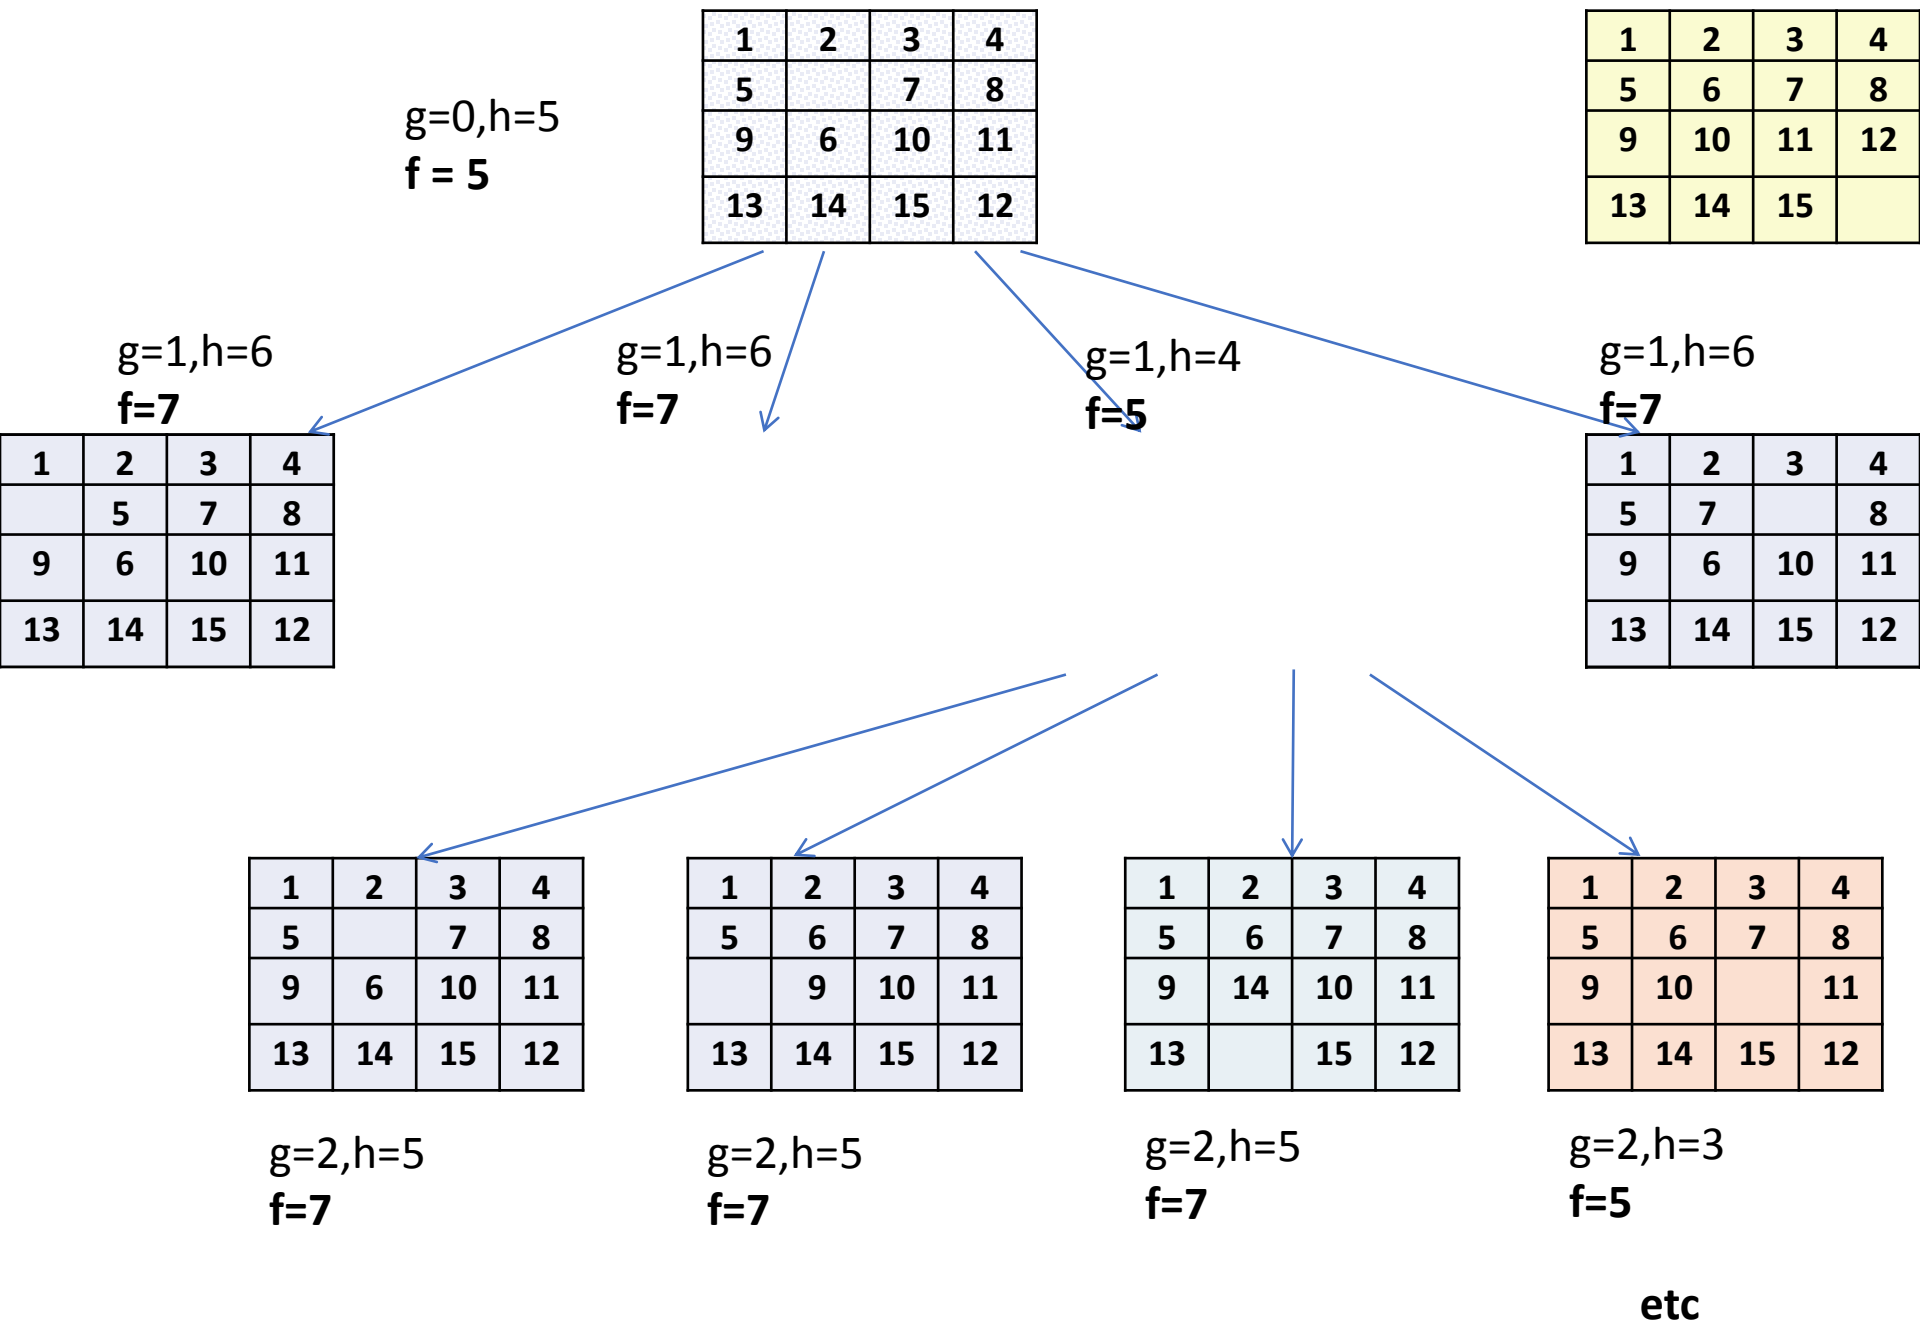 1 2 3 4
5 7 8
9 6 10 11
13 14 15 12
1 2 3 4
5 6 7 8
9 10 11 12
13 14 15
g=0,h=5
f = 5
g=1,h=6
f=7
g=1,h=6
f=7
g=1,h=4
f=5
g=1,h=6
f=7
1 2 3 4
5 7 8
9 6 10 11
13 14 15 12
1 2 3 4
5 7 8
9 6 10 11
13 14 15 12
1 2 3 4
5 7 8
9 6 10 11
13 14 15 12
1 2 3 4
5 6 7 8
9 10 11
13 14 15 12
1 2 3 4
5 6 7 8
9 14 10 11
13 15 12
1 2 3 4
5 6 7 8
9 10 11
13 14 15 12
g=2,h=5
f=7
g=2,h=5
f=7
g=2,h=5
f=7
g=2,h=3
f=5
etc